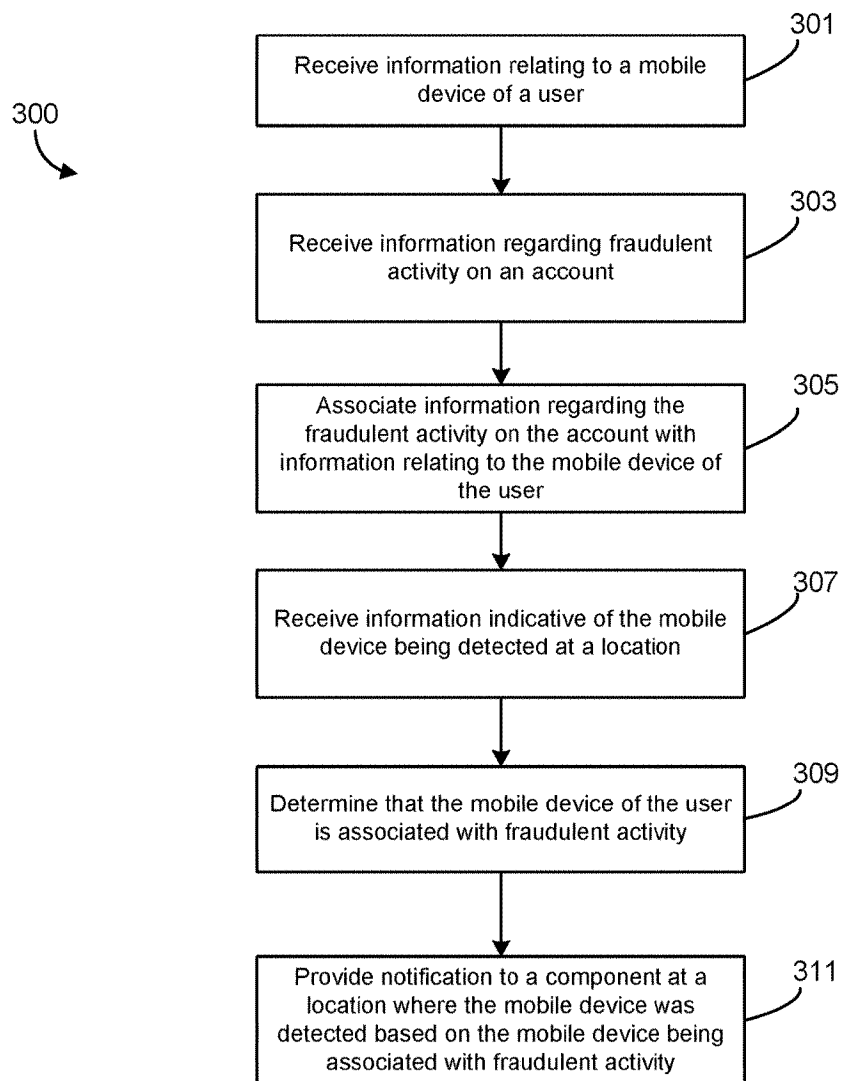 301
Receive information relating to a mobile
device of a user
300
303
Receive information regarding fraudulent
activity on an account
305
Associate information regarding the
fraudulent activity on the account with
information relating to the mobile device of
the user
307
Receive information indicative of the mobile
device being detected at a location
309
Determine that the mobile device of the user
is associated with fraudulent activity
311
Provide notification to a component at a
location where the mobile device was
detected based on the mobile device being
associated with fraudulent activity